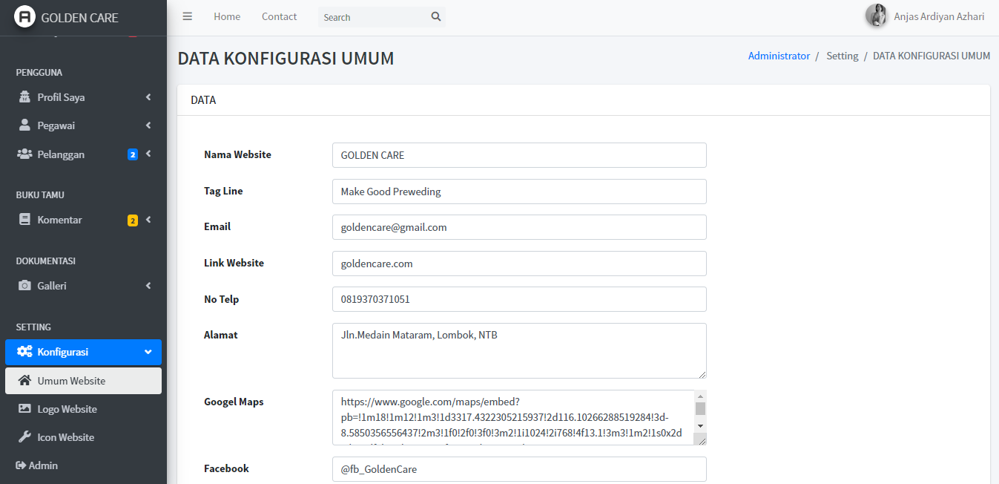 GOLDEN CARE
Home
Contact
Search
Anjas Ardiyan Azhari
PENGGUNA
Profil Saya
Pegawai
Pelanggan 2
BUKU TAMU
Komentar 2
DOKUMENTASI
Galleri
SETTING
Konfigurasi
Umum Website
Logo Website
Icon Website
Admin
DATA KONFIGURASI UMUM
Administrator / Setting / DATA KONFIGURASI UMUM
DATA
Nama Website
GOLDEN CARE
Tag Line
Make Good Preweding
Email
goldencare@gmail.com
Link Website
goldencare.com
No Telp
0819370371051
Alamat
Jln.Medain Mataram, Lombok, NTB
Googel Maps
https://www.google.com/maps/embed?
pb=!1m18!1m12!1m3!1d3317.4322305215937!2d116.10266288519284!3d-
8.5850356556437!2m3!1f0!2f0!3f0!3m2!1i1024!2i768!4f13.1!3m3!1m2!1s0x2d
Facebook
@fb_GoldenCare